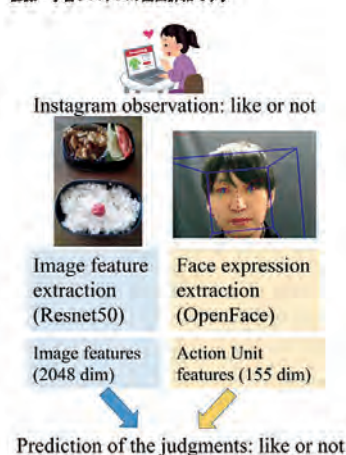 Instagram observation: like or not
Image feature
extraction
(Resnet50)
Face expression
extraction
(OpenFace)
Image features
(2048 dim)
Action Unit
features (155 dim)
Prediction of the judgments: like or not